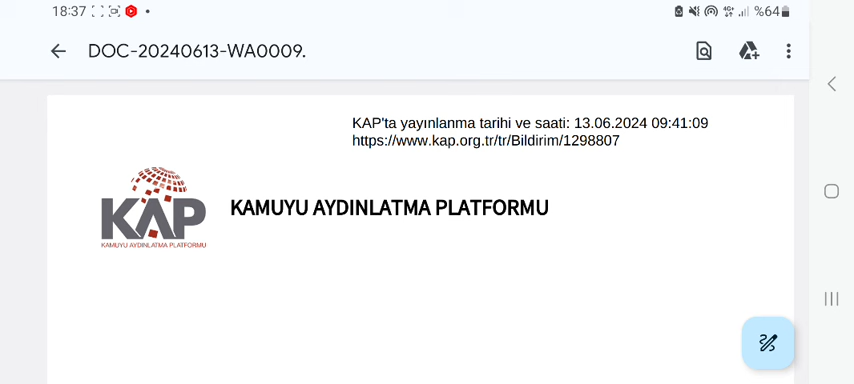 18:37
%64
DOC-20240613-WA0009.
KAP'ta yayınlanma tarihi ve saati: 13.06.2024 09:41:09
https://www.kap.org.tr/tr/Bildirim/1298807
KAP
KAMUYU AYDINLATMA PLATFORMU
KAMUYU AYDINLATMA PLATFORMU